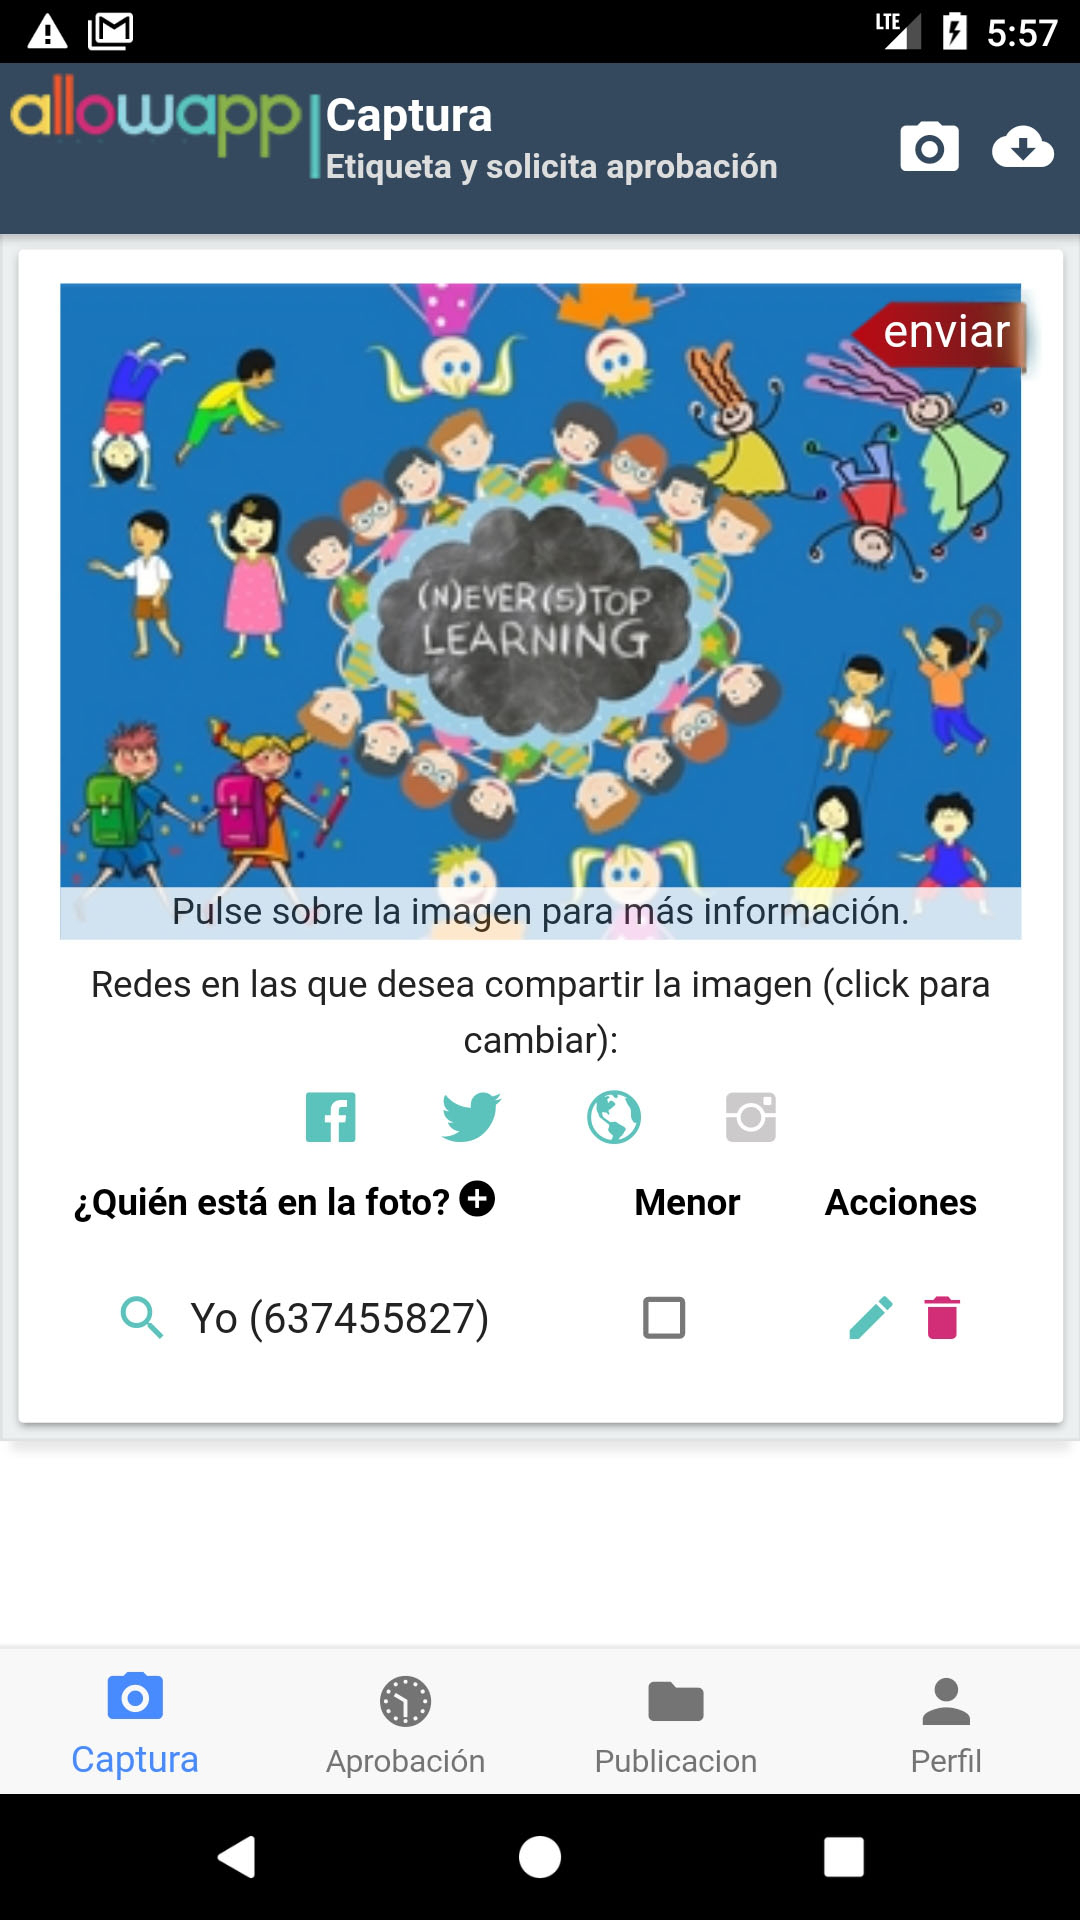 LTE 5:57
allowapp
Captura
Etiqueta y solicita aprobación
enviar
(N)EVER(S)TOP
LEARNING
Pulse sobre la imagen para más información.
Redes en las que desea compartir la imagen (click para
cambiar):
¿Quién está en la foto? Menor Acciones
Yo (637455827)
Captura Aprobación Publicacion Perfil